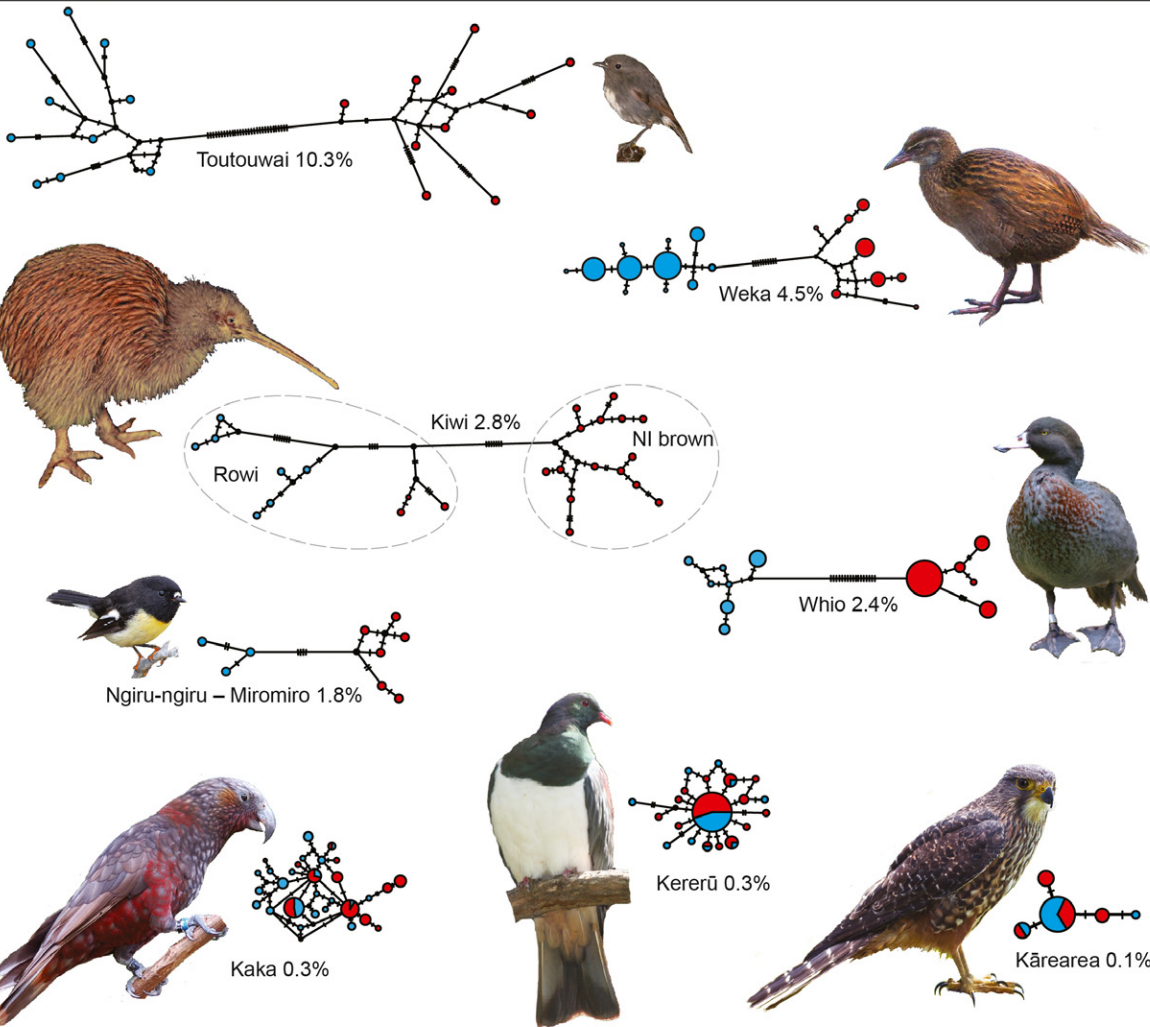 Toutouwai 10.3%
Weka 4.5%
Kiwi 2.8%
NI brown
Rowi
Whio 2.4%
Ngiru-ngiru – Miromiro 1.8%
Kererū 0.3%
Kaka 0.3%
Kārearea 0.1%